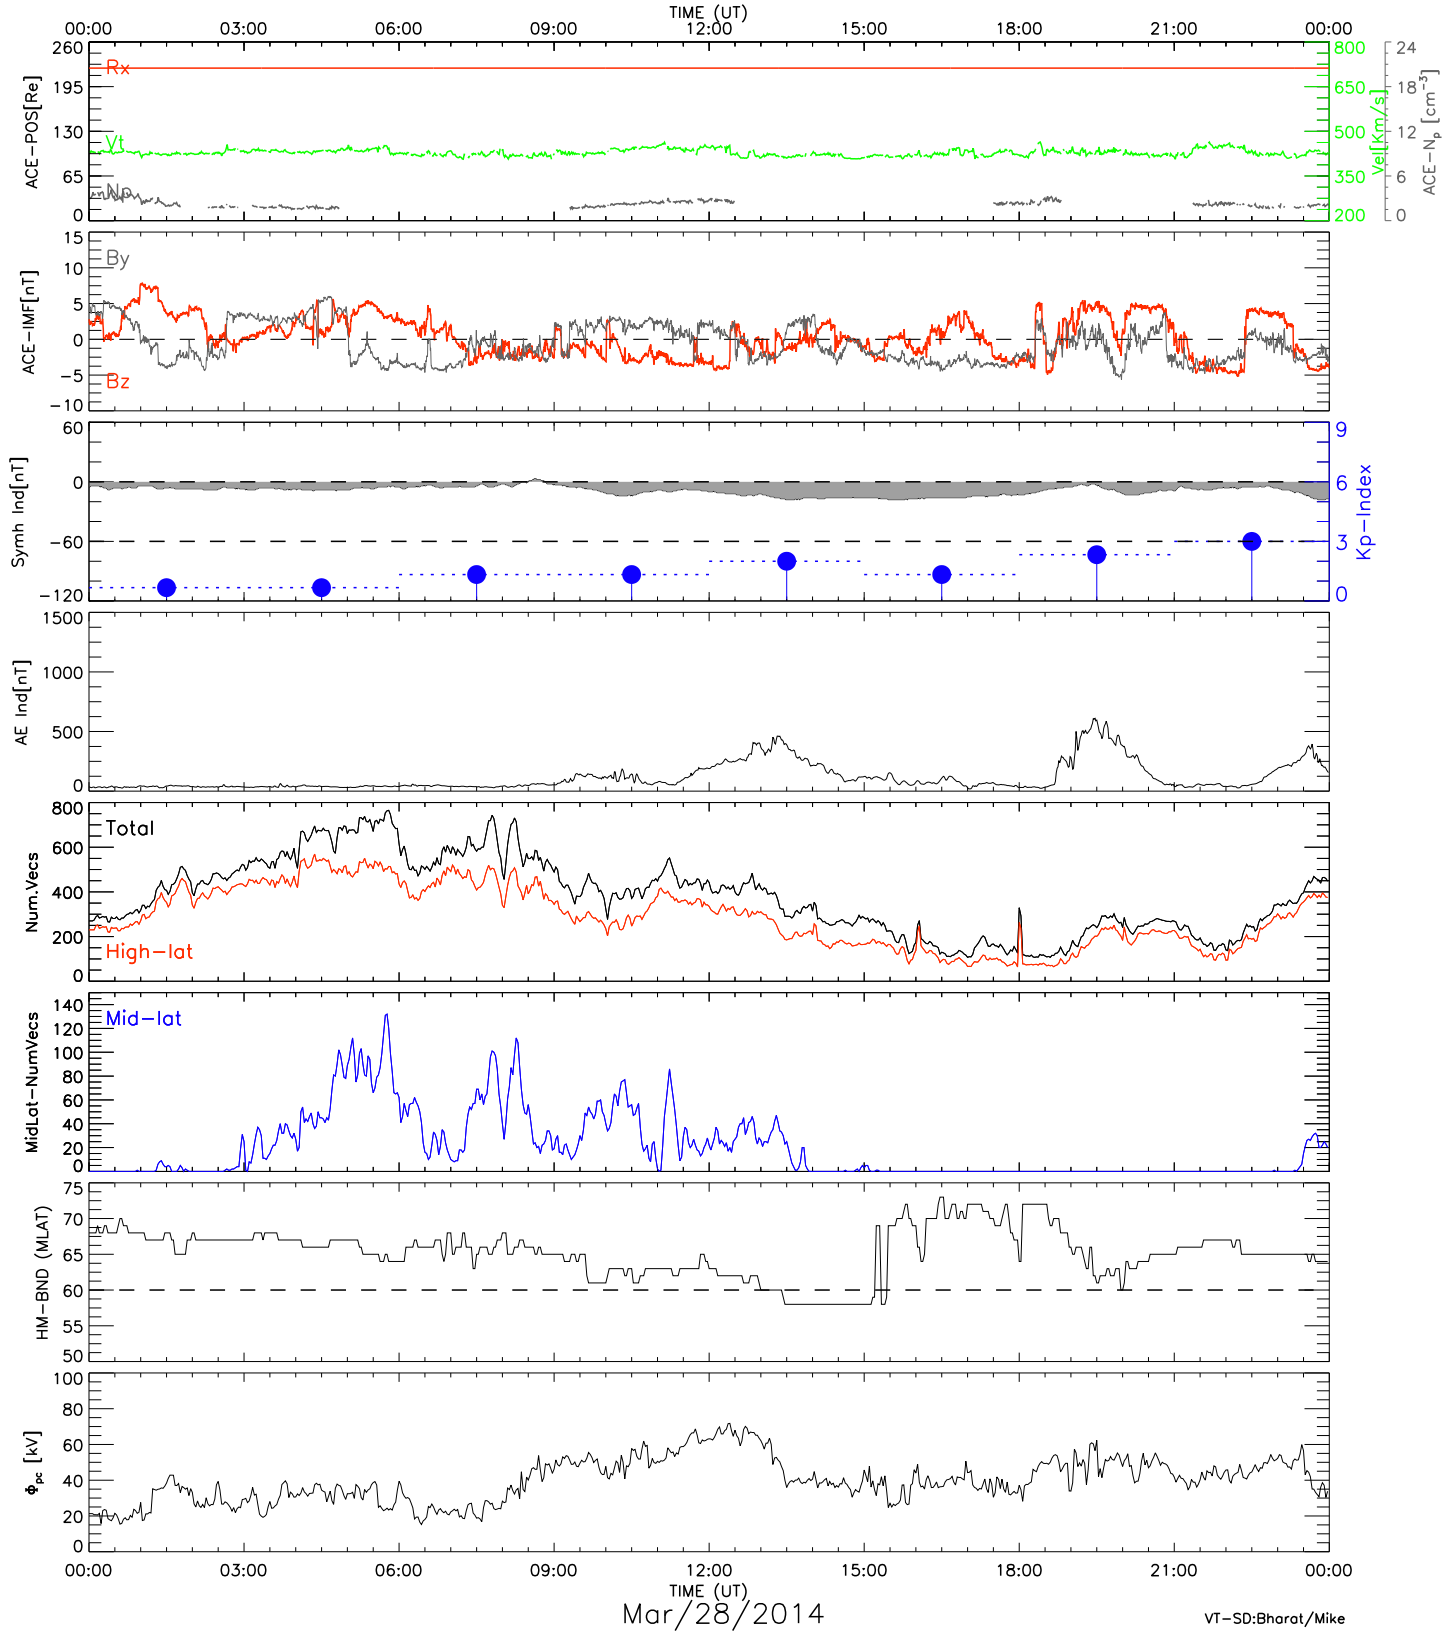 TIME (UT)
00:00 03:00 06:00 09:00 12:00 15:00 18:00 21:00 00:00
ACE-POS[Re]
260
195
130
65
0
Rx
Vt
Np
800
650
500
350
200
Vel[Km/s]
24
18
12
6
0
ACE-Np [cm-3]
ACE-IMF[nT]
15
10
5
0
-5
-10
By
Bz
Symh Ind[nT]
60
0
-60
-120
9
6
3
0
Kp-Index
AE Ind[nT]
1500
1000
500
0
Num.Vecs
800
600
400
200
0
Total
High-lat
MidLat-NumVecs
140
120
100
80
60
40
20
0
Mid-lat
HM-BND (MLAT)
75
70
65
60
55
50
Φpc [kV]
100
80
60
40
20
0
00:00 03:00 06:00 09:00 12:00 15:00 18:00 21:00 00:00
TIME (UT)
Mar/28/2014
VT-SD:Bharat/Mike